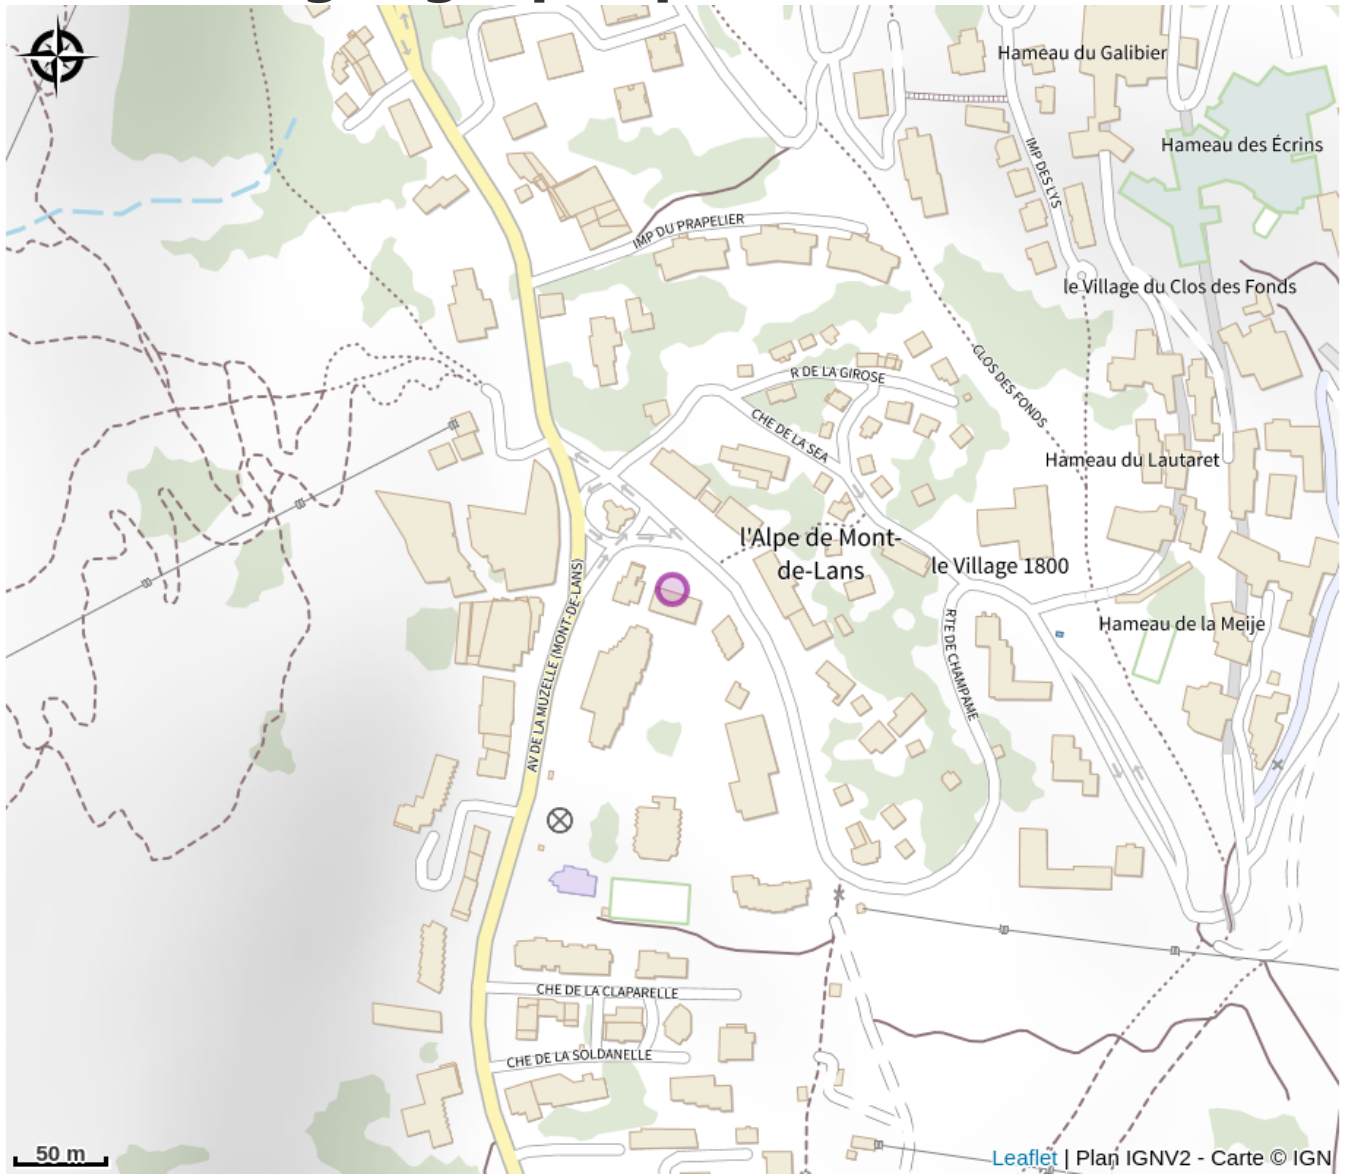 Hameau du Galibier
Hameau des Écrins
IMP DES LYS
IMP DU PRAPELIER
le Village du Clos des Fonds
CLOS DES FONDS
R DE LA GIROSE
CHE DE LA SEA
Hameau du Lautaret
l'Alpe de Mont-
de-Lans
le Village 1800
Hameau de la Meije
RTE DE CHAMPAME
AV DE LA MUZELLE (MONT-DE-LANS)
CHE DE LA CLAPARELLE
CHE DE LA SOLDANELLE
50 m
Leaflet | Plan IGNV2 - Carte © IGN